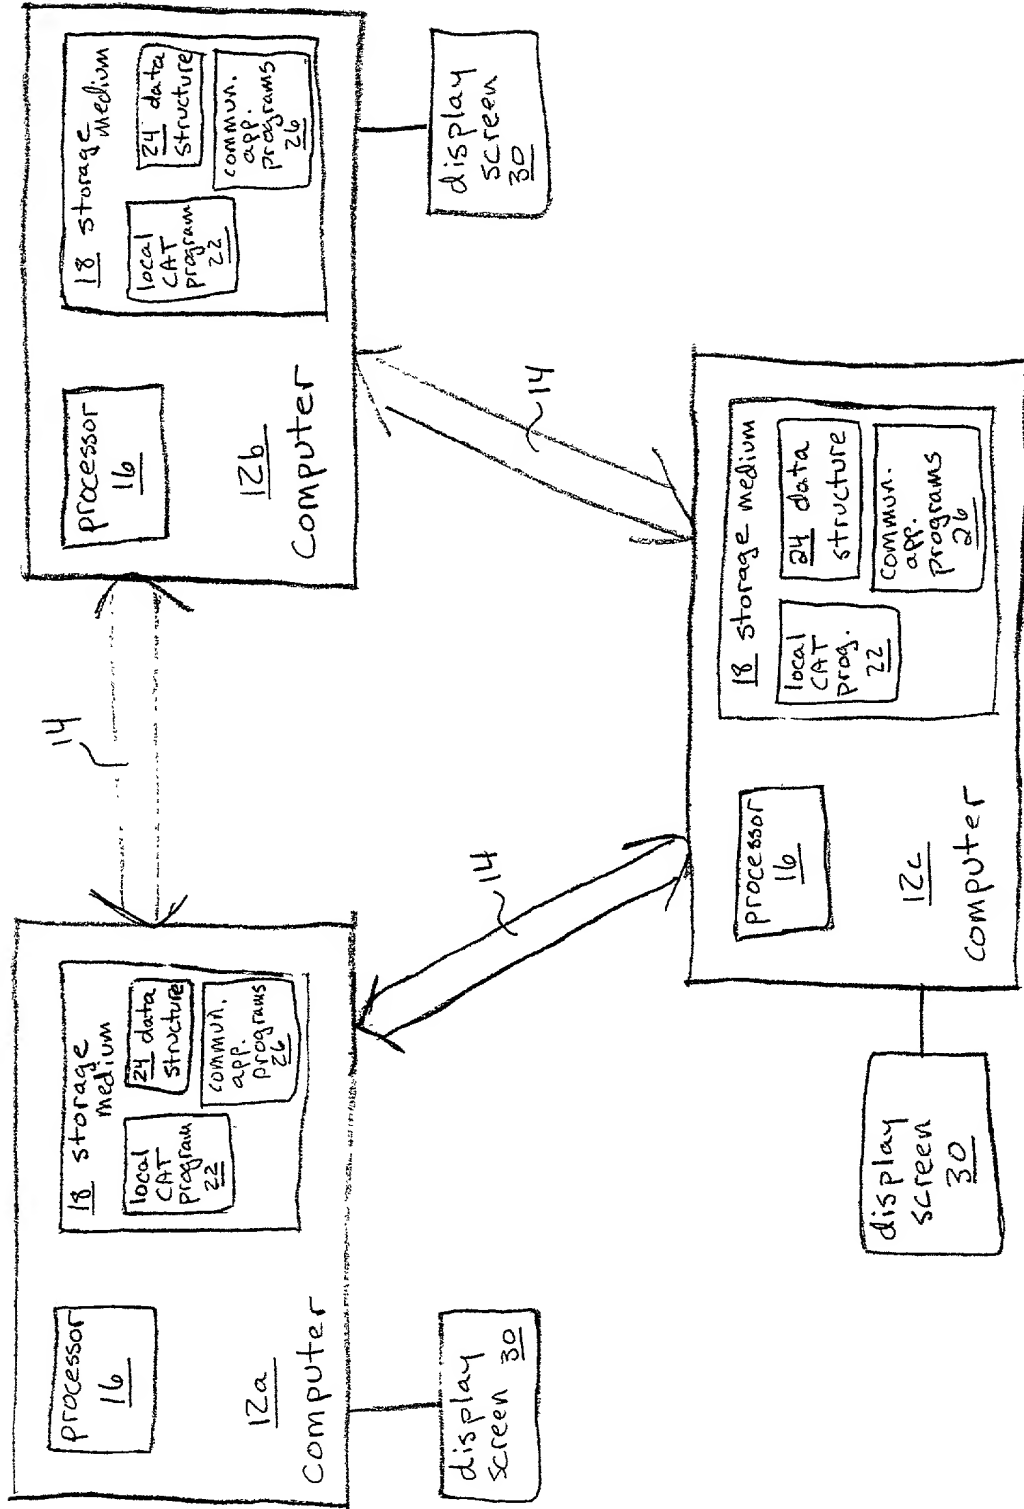 18 storage
medium
24 data
structure
local
CAT
program
22
commun.
app.
programs
26
processor
16
12a
computer
display
screen 30
14
18 storage
medium
24 data
structure
local
CAT
program
22
commun.
app.
programs
26
processor
16
12b
computer
display
screen
30
14
14
18 storage medium
24 data
structure
local
CAT
prog.
22
commun.
app.
programs
26
processor
16
12c
computer
display
screen
30